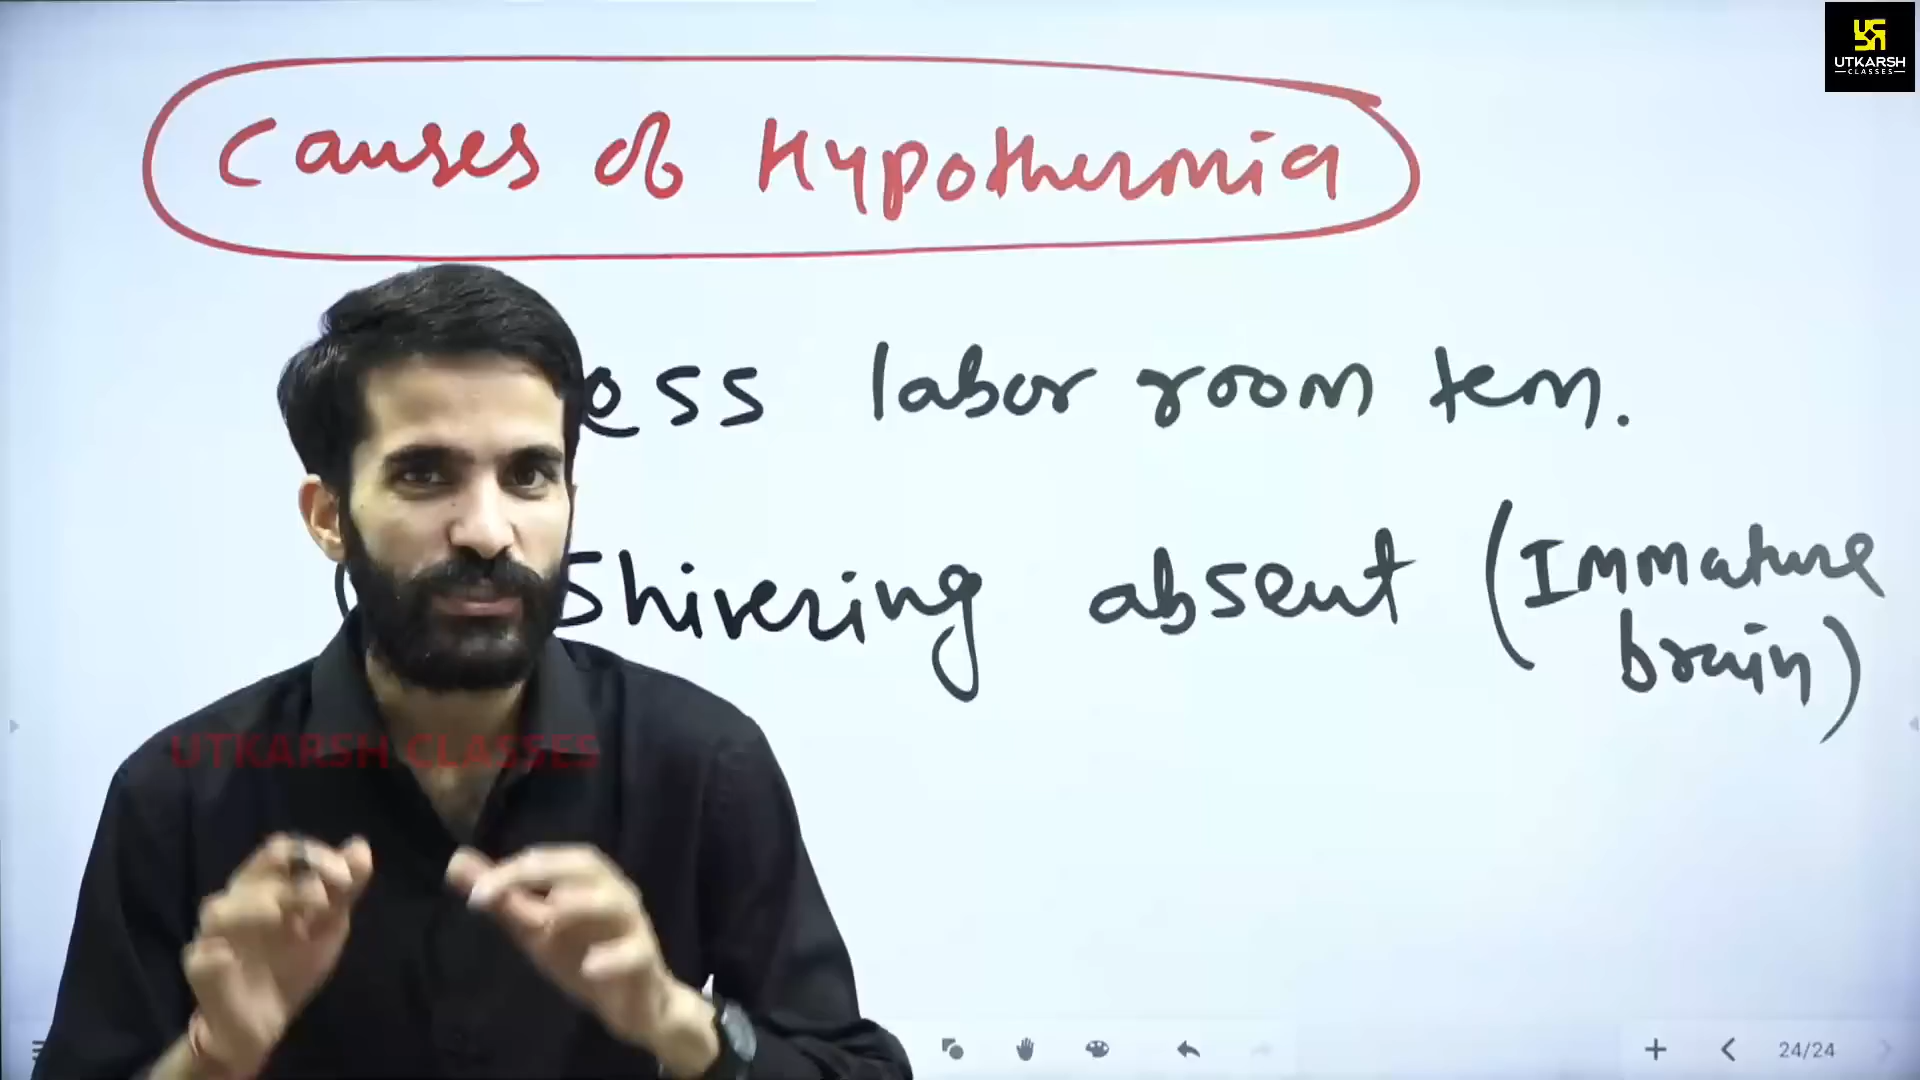 UTKARSH
CLASSES
Causes of Hypothermia
ess labor room tem.
Shivering absent (Immature
brain)
UTKARSH CLASSES
24/24